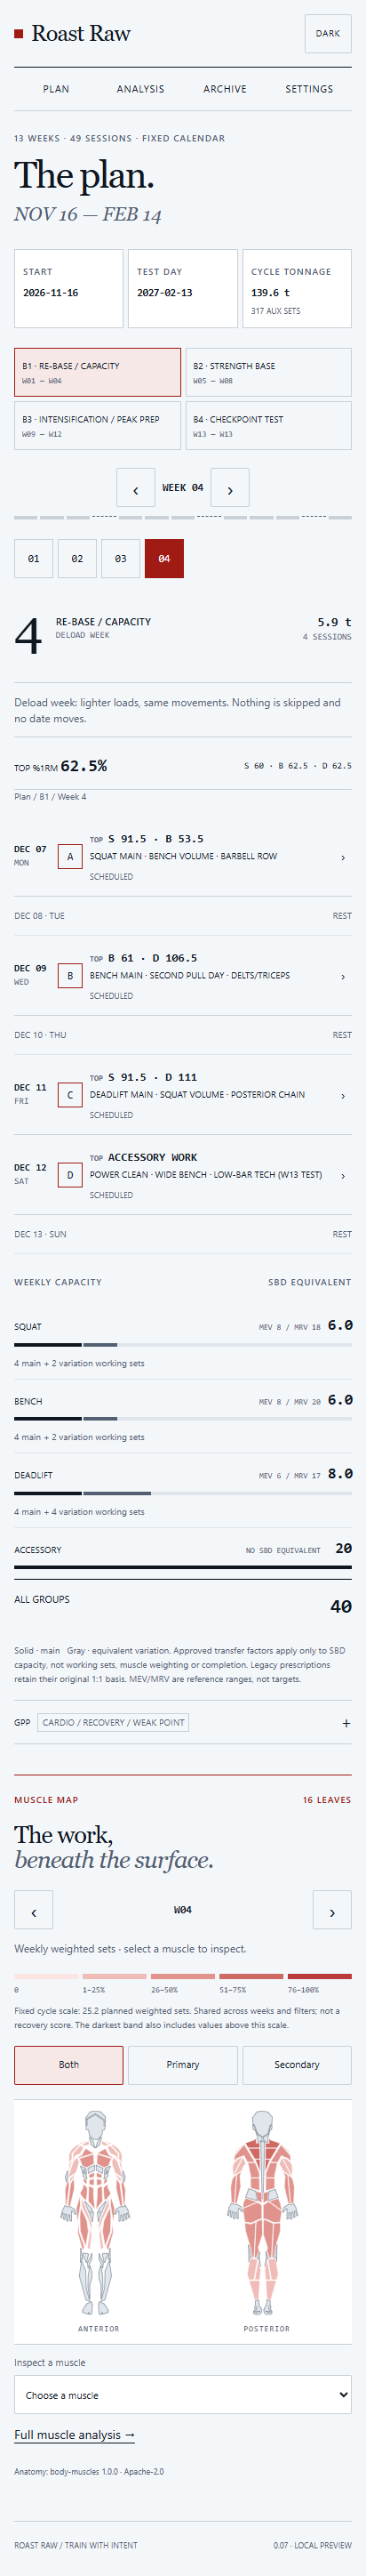 Roast Raw
DARK
PLAN ANALYSIS ARCHIVE SETTINGS
13 WEEKS · 49 SESSIONS · FIXED CALENDAR
The plan.
NOV 16 — FEB 14
START
2026-11-16
TEST DAY
2027-02-13
CYCLE TONNAGE
139.6 t
317 AUX SETS
B1 · RE-BASE / CAPACITY
W01 — W04
B2 · STRENGTH BASE
W05 — W08
B3 · INTENSIFICATION / PEAK PREP
W09 — W12
B4 · CHECKPOINT TEST
W13 — W13
‹ WEEK 04 ›
01 02 03 04
4
RE-BASE / CAPACITY
DELOAD WEEK
5.9 t
4 SESSIONS
Deload week: lighter loads, same movements. Nothing is skipped and
no date moves.
TOP %1RM 62.5%
S 60 · B 62.5 · D 62.5
Plan / B1 / Week 4
DEC 07
MON
A
TOP S 91.5 · B 53.5
SQUAT MAIN · BENCH VOLUME · BARBELL ROW
SCHEDULED
›
DEC 08 · TUE REST
DEC 09
WED
B
TOP B 61 · D 106.5
BENCH MAIN · SECOND PULL DAY · DELTS/TRICEPS
SCHEDULED
›
DEC 10 · THU REST
DEC 11
FRI
C
TOP S 91.5 · D 111
DEADLIFT MAIN · SQUAT VOLUME · POSTERIOR CHAIN
SCHEDULED
›
DEC 12
SAT
D
TOP ACCESSORY WORK
POWER CLEAN · WIDE BENCH · LOW-BAR TECH (W13 TEST)
SCHEDULED
›
DEC 13 · SUN REST
WEEKLY CAPACITY SBD EQUIVALENT
SQUAT MEV 8 / MRV 18 6.0
4 main + 2 variation working sets
BENCH MEV 8 / MRV 20 6.0
4 main + 2 variation working sets
DEADLIFT MEV 6 / MRV 17 8.0
4 main + 4 variation working sets
ACCESSORY NO SBD EQUIVALENT 20
ALL GROUPS 40
Solid · main Gray · equivalent variation. Approved transfer factors apply only to SBD
capacity, not working sets, muscle weighting or completion. Legacy prescriptions
retain their original 1:1 basis. MEV/MRV are reference ranges, not targets.
GPP CARDIO / RECOVERY / WEAK POINT +
MUSCLE MAP 16 LEAVES
The work,
beneath the surface.
‹ W04 ›
Weekly weighted sets · select a muscle to inspect.
0 1–25% 26–50% 51–75% 76–100%
Fixed cycle scale: 25.2 planned weighted sets. Shared across weeks and filters; not a
recovery score. The darkest band also includes values above this scale.
Both Primary Secondary
ANTERIOR POSTERIOR
Inspect a muscle
Choose a muscle
Full muscle analysis →
Anatomy: body-muscles 1.0.0 · Apache-2.0
ROAST RAW / TRAIN WITH INTENT 0.07 · LOCAL PREVIEW